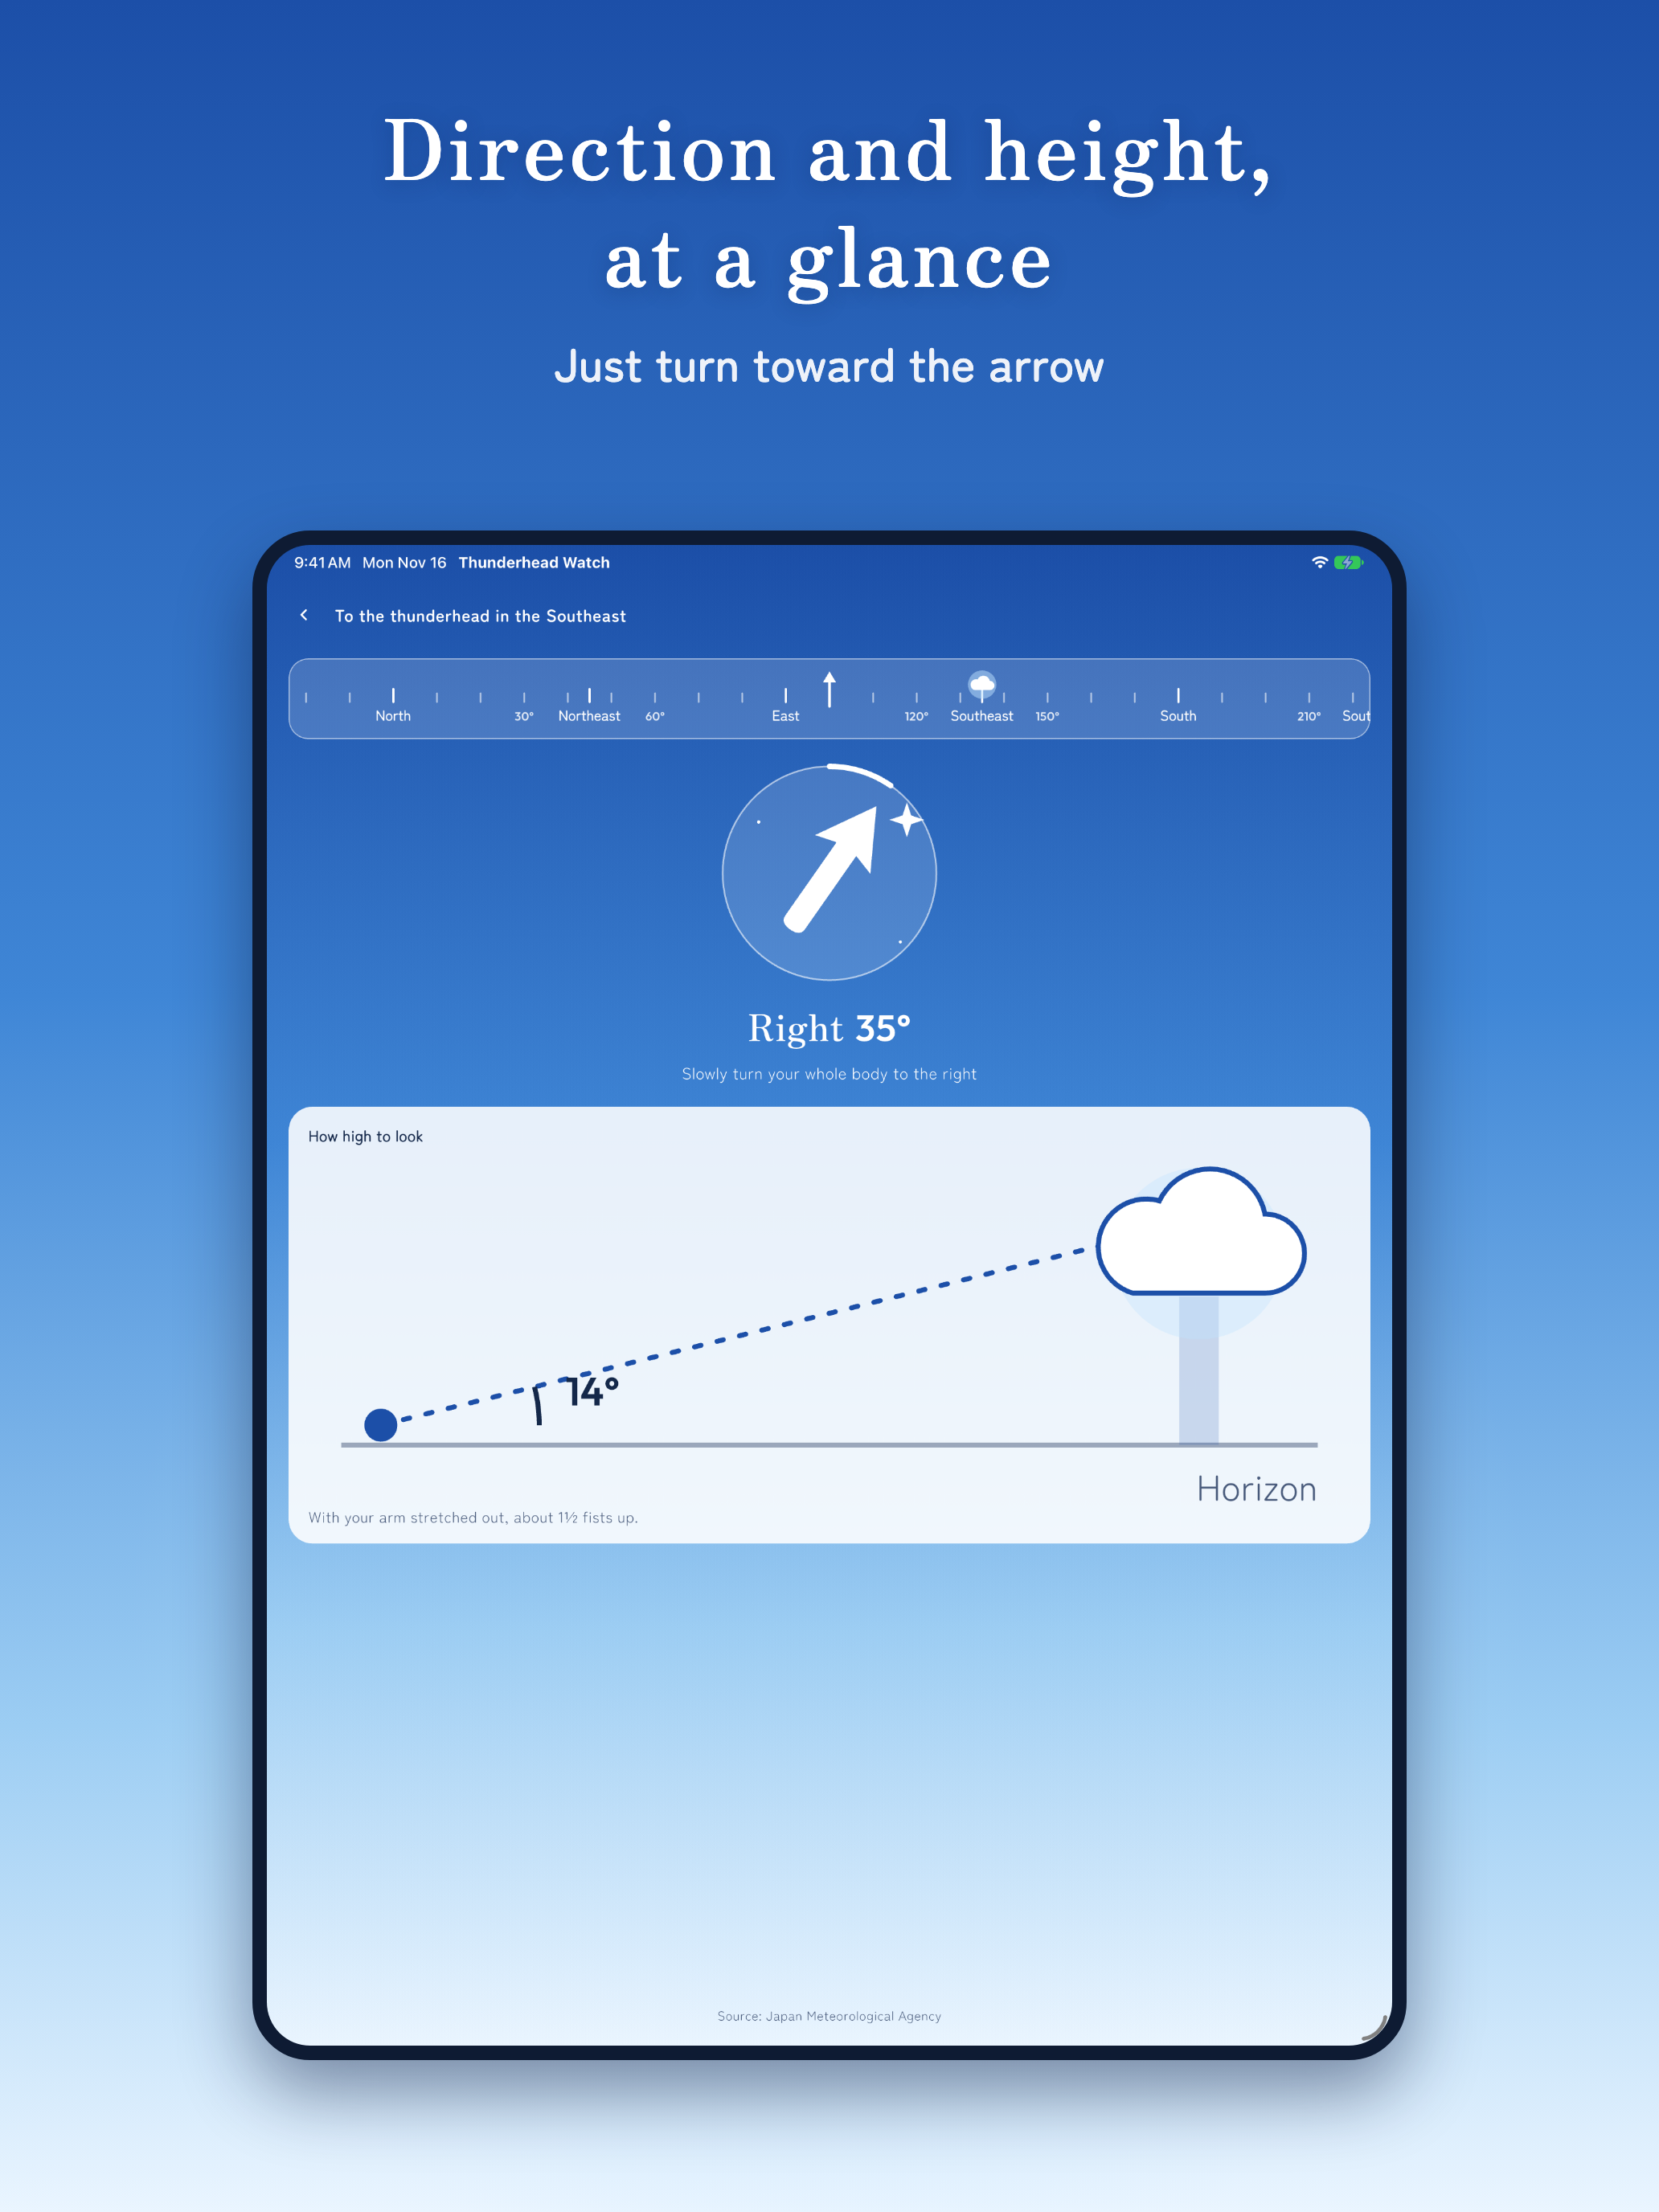 Direction and height,
at a glance
Just turn toward the arrow
9:41 AM Mon Nov 16 Thunderhead Watch
To the thunderhead in the Southeast
North 30° Northeast 60° East 120° Southeast 150° South 210° Sout
Right 35°
Slowly turn your whole body to the right
How high to look
14°
Horizon
With your arm stretched out, about 1½ fists up.
Source: Japan Meteorological Agency